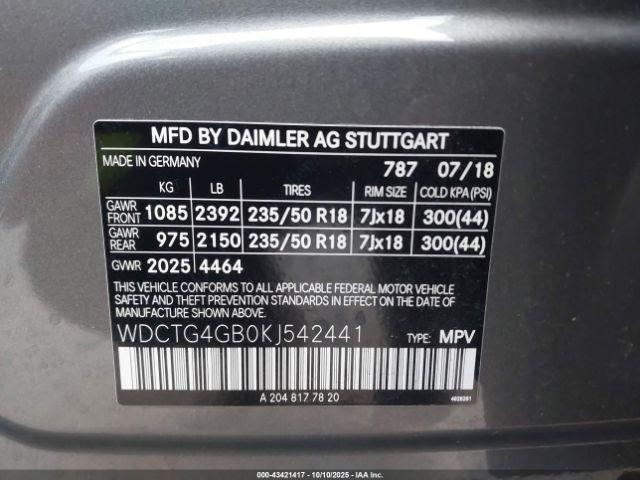 MFD BY DAIMLER AG STUTTGART
MADE IN GERMANY 787 07/18
KG LB TIRES RIM SIZE COLD KPA (PSI)
GAWR FRONT 1085 2392 235/50 R18 7Jx18 300(44)
GAWR REAR 975 2150 235/50 R18 7Jx18 300(44)
GVWR 2025 4464
THIS VEHICLE CONFORMS TO ALL APPLICABLE FEDERAL MOTOR VEHICLE
SAFETY AND THEFT PREVENTION STANDARDS IN EFFECT ON THE DATE OF
MANUFACTURE SHOWN ABOVE.
WDCTG4GB0KJ542441 TYPE: MPV
A 204 817 78 20
000-43421417 - 10/10/2025 - IAAI.COM